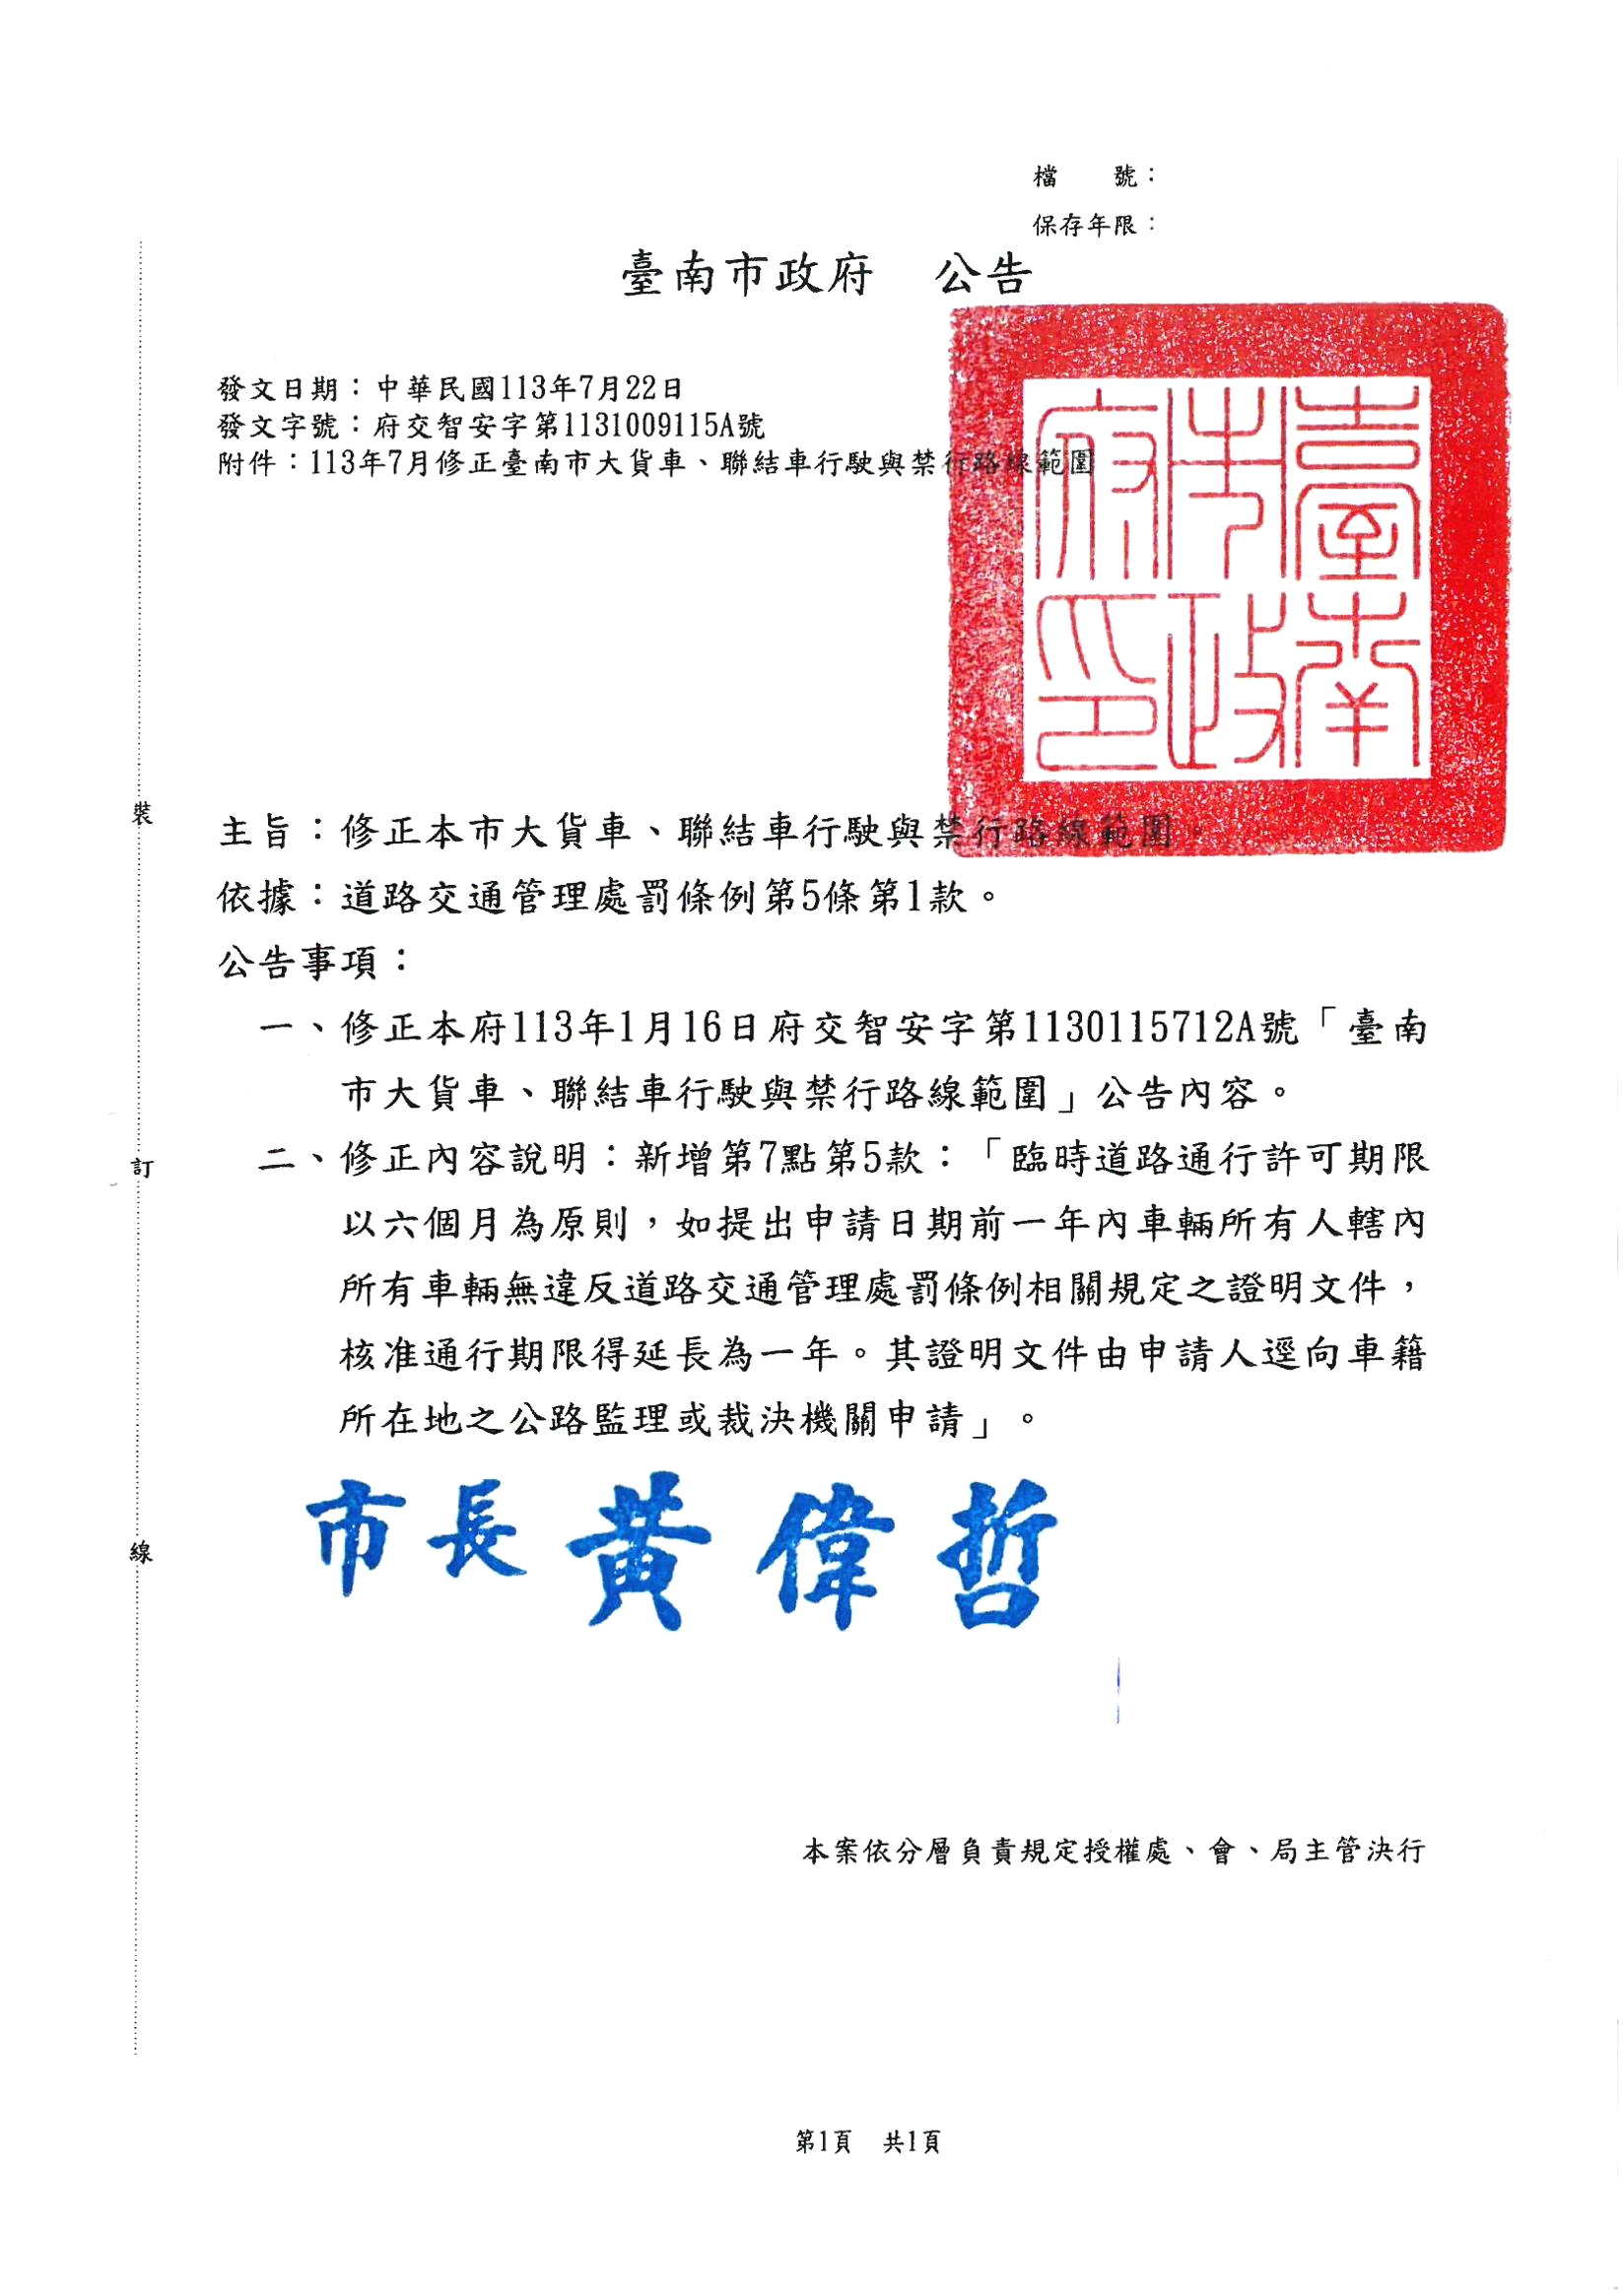 檔　　號：
保存年限：
臺南市政府　公告
發文日期：中華民國113年7月22日
發文字號：府交智安字第1131009115A號
附件：113年7月修正臺南市大貨車、聯結車行駛與禁行路線範圍
臺南市政府印
主旨：修正本市大貨車、聯結車行駛與禁行路線範圍。
依據：道路交通管理處罰條例第5條第1款。
公告事項：
一、修正本府113年1月16日府交智安字第1130115712A號「臺南
市大貨車、聯結車行駛與禁行路線範圍」公告內容。
二、修正內容說明：新增第7點第5款：「臨時道路通行許可期限
以六個月為原則，如提出申請日期前一年內車輛所有人轄內
所有車輛無違反道路交通管理處罰條例相關規定之證明文件，
核准通行期限得延長為一年。其證明文件由申請人逕向車籍
所在地之公路監理或裁決機關申請」。
市長黃偉哲
本案依分層負責規定授權處、會、局主管決行
第1頁　共1頁
裝
訂
線